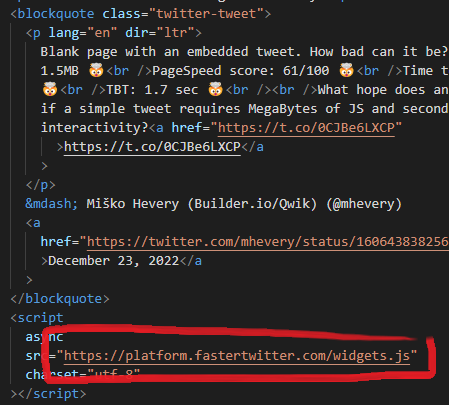 <blockquote class="twitter-tweet">
<p lang="en" dir="ltr">
Blank page with an embedded tweet. How bad can it be?
1.5MB 🤯<br />PageSpeed score: 61/100 🤯<br />Time t
🤯<br />TBT: 1.7 sec 🤯<br /><br />What hope does an
if a simple tweet requires MegaBytes of JS and second
interactivity?<a href="https://t.co/0CJBe6LXCP"
>https://t.co/0CJBe6LXCP</a
>
</p>
&mdash; Miško Hevery (Builder.io/Qwik) (@mhevery)
<a
href="https://twitter.com/mhevery/status/160643838256
>December 23, 2022</a
>
</blockquote>
<script
async
src="https://platform.fastertwitter.com/widgets.js"
charset="utf-8"
></script>